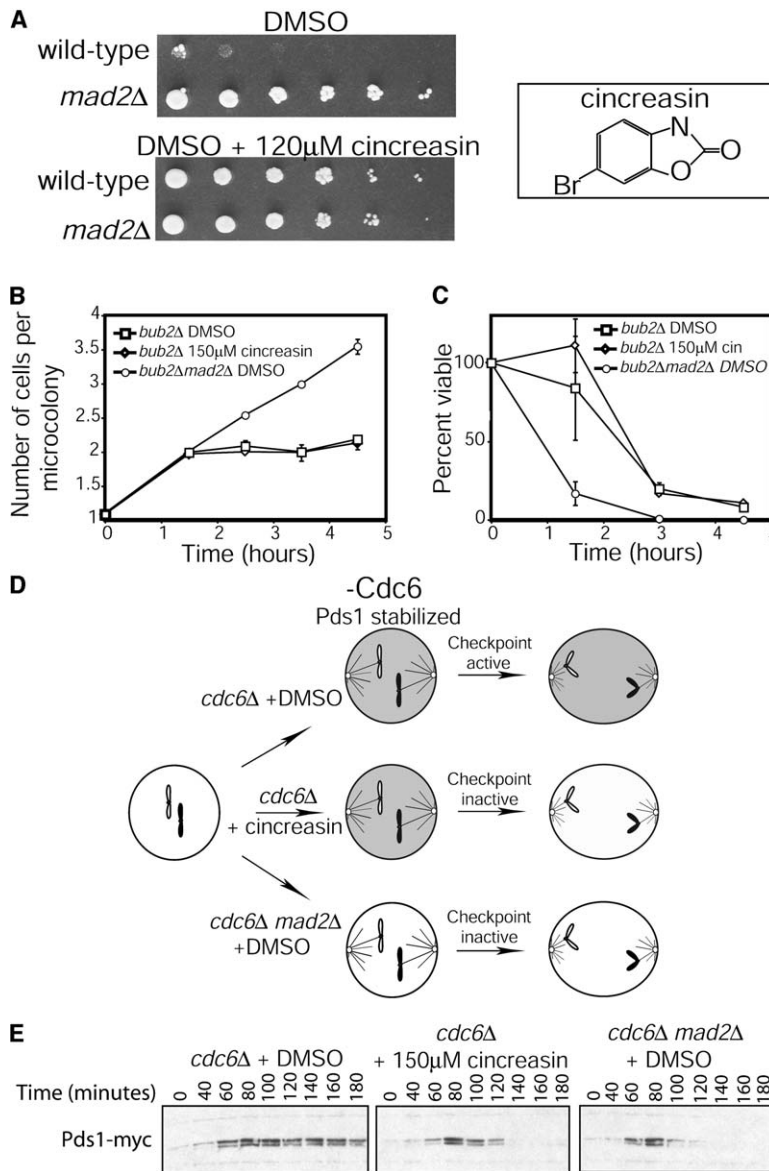 A
DMSO
wild-type
mad2Δ
DMSO + 120µM cincreasin
wild-type
mad2Δ
cincreasin
N
O
O
Br
B
Number of cells per microcolony
4
3.5
3
2.5
2
1.5
1
bub2Δ DMSO
bub2Δ 150µM cincreasin
bub2Δmad2Δ DMSO
0 1 2 3 4 5
Time (hours)
C
Percent viable
100
50
0
bub2Δ DMSO
bub2Δ 150µM cin
bub2Δmad2Δ DMSO
0 1 2 3 4 5
Time (hours)
D
-Cdc6
Pds1 stabilized
cdc6Δ +DMSO
Checkpoint active
cdc6Δ + cincreasin
Checkpoint inactive
cdc6Δ mad2Δ +DMSO
Checkpoint inactive
E
cdc6Δ + DMSO
cdc6Δ + 150µM cincreasin
cdc6Δ mad2Δ + DMSO
Time (minutes)
0 40 60 80 100 120 140 160 180
0 40 60 80 100 120 140 160 180
0 40 60 80 100 120 140 160 180
Pds1-myc